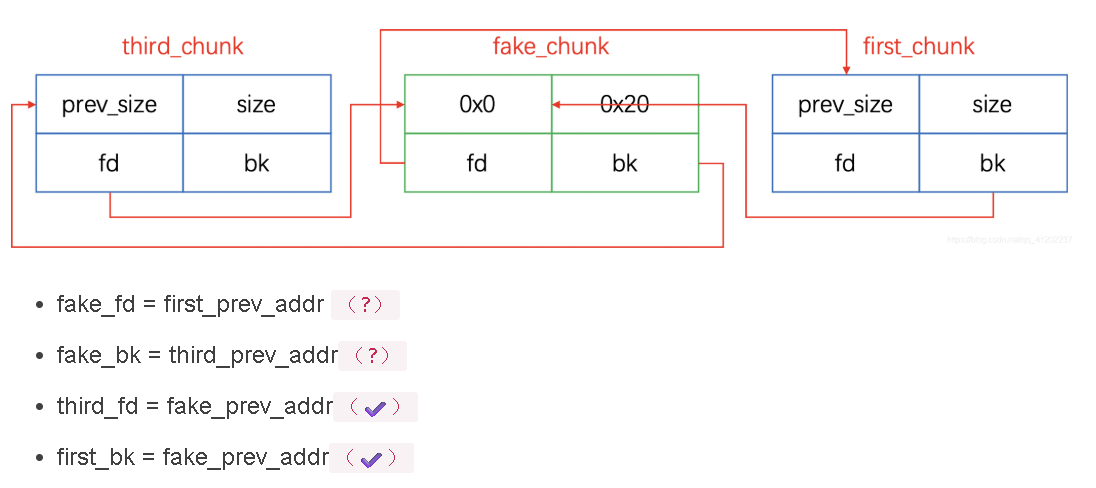 third_chunk fake_chunk first_chunk
prev_size size 0x0 0x20 prev_size size
fd bk fd bk fd bk
fake_fd = first_prev_addr （?）
fake_bk = third_prev_addr （?）
third_fd = fake_prev_addr （✔）
first_bk = fake_prev_addr （✔）